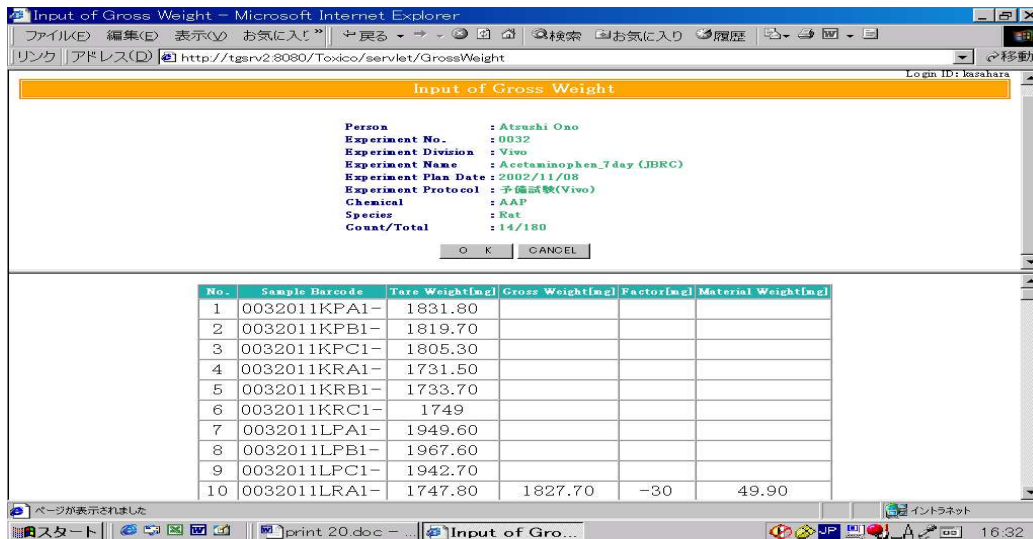 Input of Gross Weight - Microsoft Internet Explorer
ファイル(F) 編集(E) 表示(V) お気に入り » 戻る 検索 お気に入り 履歴
リンク アドレス(D) http://tgsrv2:8080/Toxico/servlet/GrossWeight 移動
Login ID: kasahara
Input of Gross Weight
Person : Atsushi Ono
Experiment No. : 0032
Experiment Division : Vivo
Experiment Name : Acetaminophen_7day (JBRC)
Experiment Plan Date : 2002/11/08
Experiment Protocol : 予備試験(Vivo)
Chemical : AAP
Species : Rat
Count/Total : 14/180
O K CANCEL
No. Sample Barcode Tare Weight[mg] Gross Weight[mg] Factor[mg] Material Weight[mg]
1 0032011KPA1- 1831.80
2 0032011KPB1- 1819.70
3 0032011KPC1- 1805.30
4 0032011KRA1- 1731.50
5 0032011KRB1- 1733.70
6 0032011KRC1- 1749
7 0032011LPA1- 1949.60
8 0032011LPB1- 1967.60
9 0032011LPC1- 1942.70
10 0032011LRA1- 1747.80 1827.70 -30 49.90
ページが表示されました イントラネット
スタート print 20.doc - ... Input of Gro... JP A 16:32